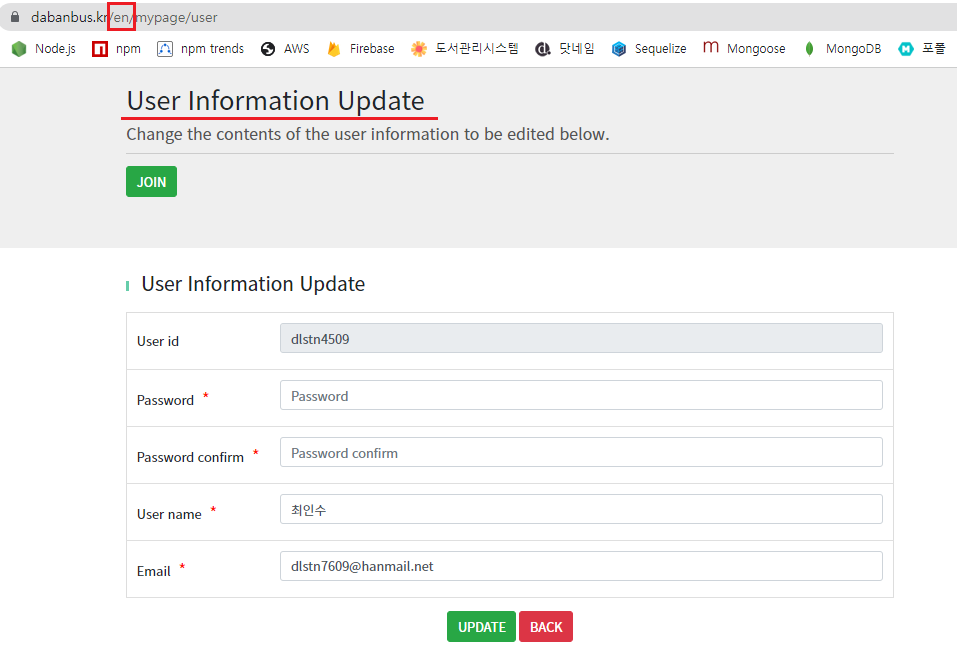 dabanbus.kr/en/mypage/user
Node.js npm npm trends AWS Firebase 도서관리시스템 닷네임 Sequelize Mongoose MongoDB 포폴
User Information Update
Change the contents of the user information to be edited below.
JOIN
User Information Update
User id dlstn4509
Password * Password
Password confirm * Password confirm
User name * 최인수
Email * dlstn7609@hanmail.net
UPDATE BACK